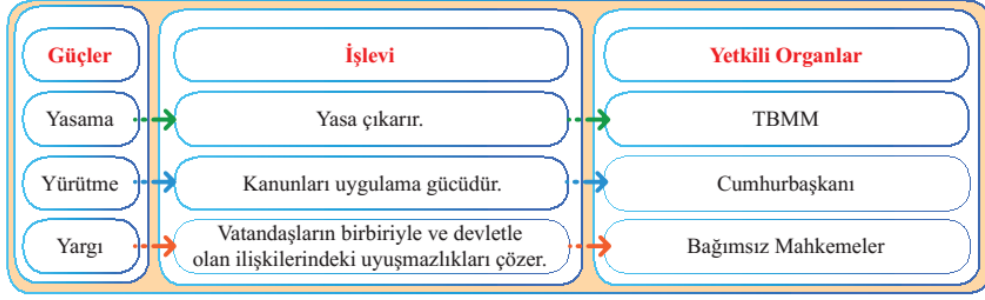 Güçler
İşlevi
Yetkili Organlar
Yasama
Yasa çıkarır.
TBMM
Yürütme
Kanunları uygulama gücüdür.
Cumhurbaşkanı
Yargı
Vatandaşların birbiriyle ve devletle
olan ilişkilerindeki uyuşmazlıkları çözer.
Bağımsız Mahkemeler